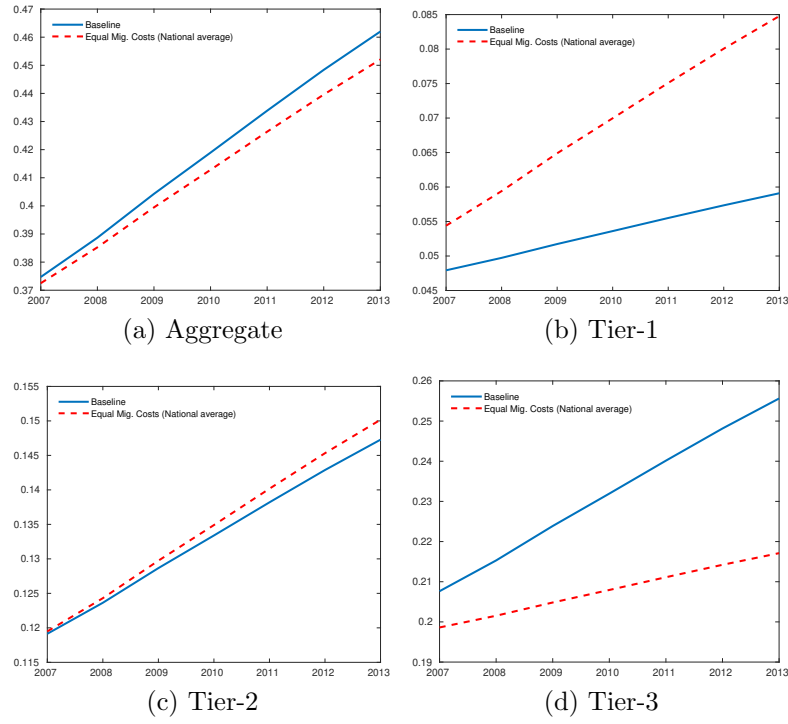 0.47
0.46
0.45
0.44
0.43
0.42
0.41
0.4
0.39
0.38
0.37
2007 2008 2009 2010 2011 2012 2013
Baseline
Equal Mig. Costs (National average)
(a) Aggregate
0.085
0.08
0.075
0.07
0.065
0.06
0.055
0.05
0.045
2007 2008 2009 2010 2011 2012 2013
Baseline
Equal Mig. Costs (National average)
(b) Tier-1
0.155
0.15
0.145
0.14
0.135
0.13
0.125
0.12
0.115
2007 2008 2009 2010 2011 2012 2013
Baseline
Equal Mig. Costs (National average)
(c) Tier-2
0.26
0.25
0.24
0.23
0.22
0.21
0.2
0.19
2007 2008 2009 2010 2011 2012 2013
Baseline
Equal Mig. Costs (National average)
(d) Tier-3